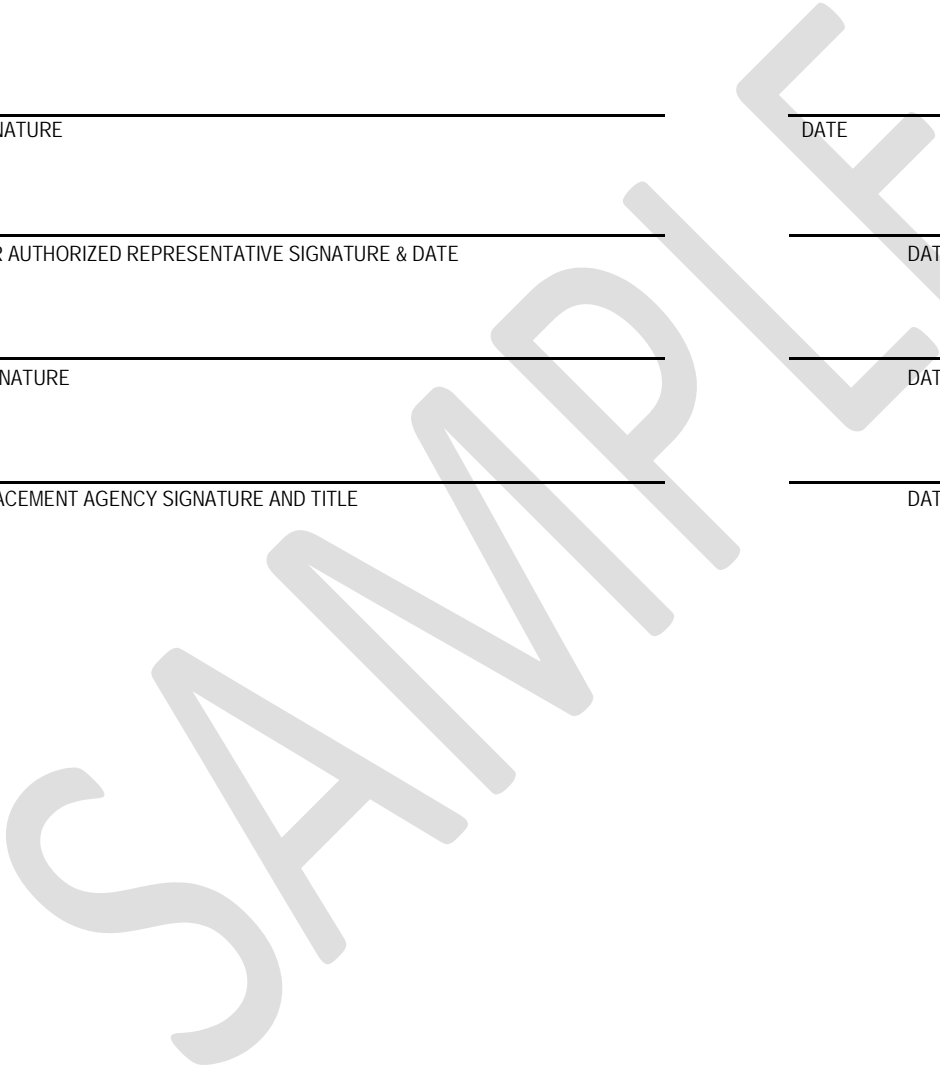 NATURE DATE
R AUTHORIZED REPRESENTATIVE SIGNATURE & DATE DAT
NATURE DAT
ACEMENT AGENCY SIGNATURE AND TITLE DAT
SAMPLE